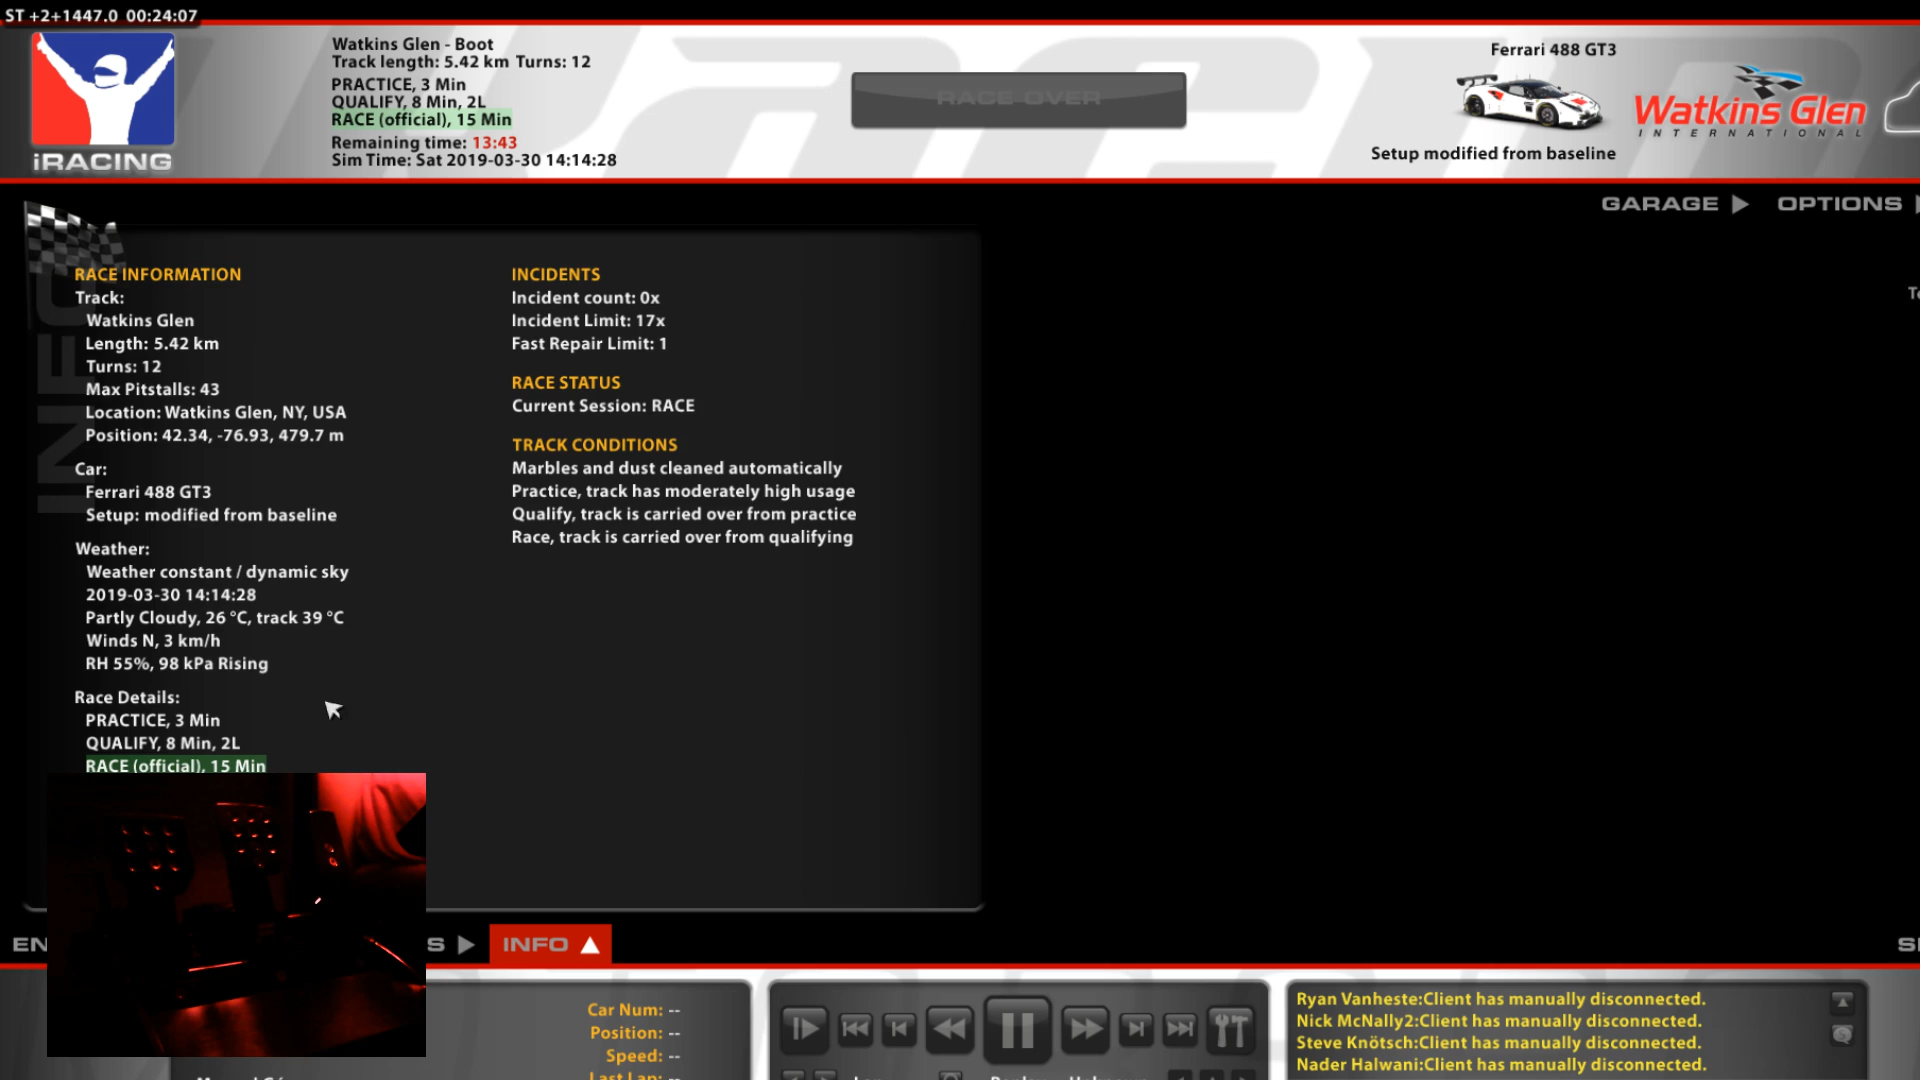 ST +2+1447.0 00:24:07
iRACING
Watkins Glen - Boot
Track length: 5.42 km Turns: 12
PRACTICE, 3 Min
QUALIFY, 8 Min, 2L
RACE (official), 15 Min
Remaining time: 13:43
Sim Time: Sat 2019-03-30 14:14:28
RACE OVER
Ferrari 488 GT3
Setup modified from baseline
Watkins Glen
INTERNATIONAL
GARAGE
OPTIONS
INFO
RACE INFORMATION
Track:
Watkins Glen
Length: 5.42 km
Turns: 12
Max Pitstalls: 43
Location: Watkins Glen, NY, USA
Position: 42.34, -76.93, 479.7 m
Car:
Ferrari 488 GT3
Setup: modified from baseline
Weather:
Weather constant / dynamic sky
2019-03-30 14:14:28
Partly Cloudy, 26 °C, track 39 °C
Winds N, 3 km/h
RH 55%, 98 kPa Rising
Race Details:
PRACTICE, 3 Min
QUALIFY, 8 Min, 2L
RACE (official), 15 Min
INCIDENTS
Incident count: 0x
Incident Limit: 17x
Fast Repair Limit: 1
RACE STATUS
Current Session: RACE
TRACK CONDITIONS
Marbles and dust cleaned automatically
Practice, track has moderately high usage
Qualify, track is carried over from practice
Race, track is carried over from qualifying
EN
S
INFO
Car Num: --
Position: --
Speed: --
Last Lap: --
Ryan Vanheste:Client has manually disconnected.
Nick McNally2:Client has manually disconnected.
Steve Knötsch:Client has manually disconnected.
Nader Halwani:Client has manually disconnected.